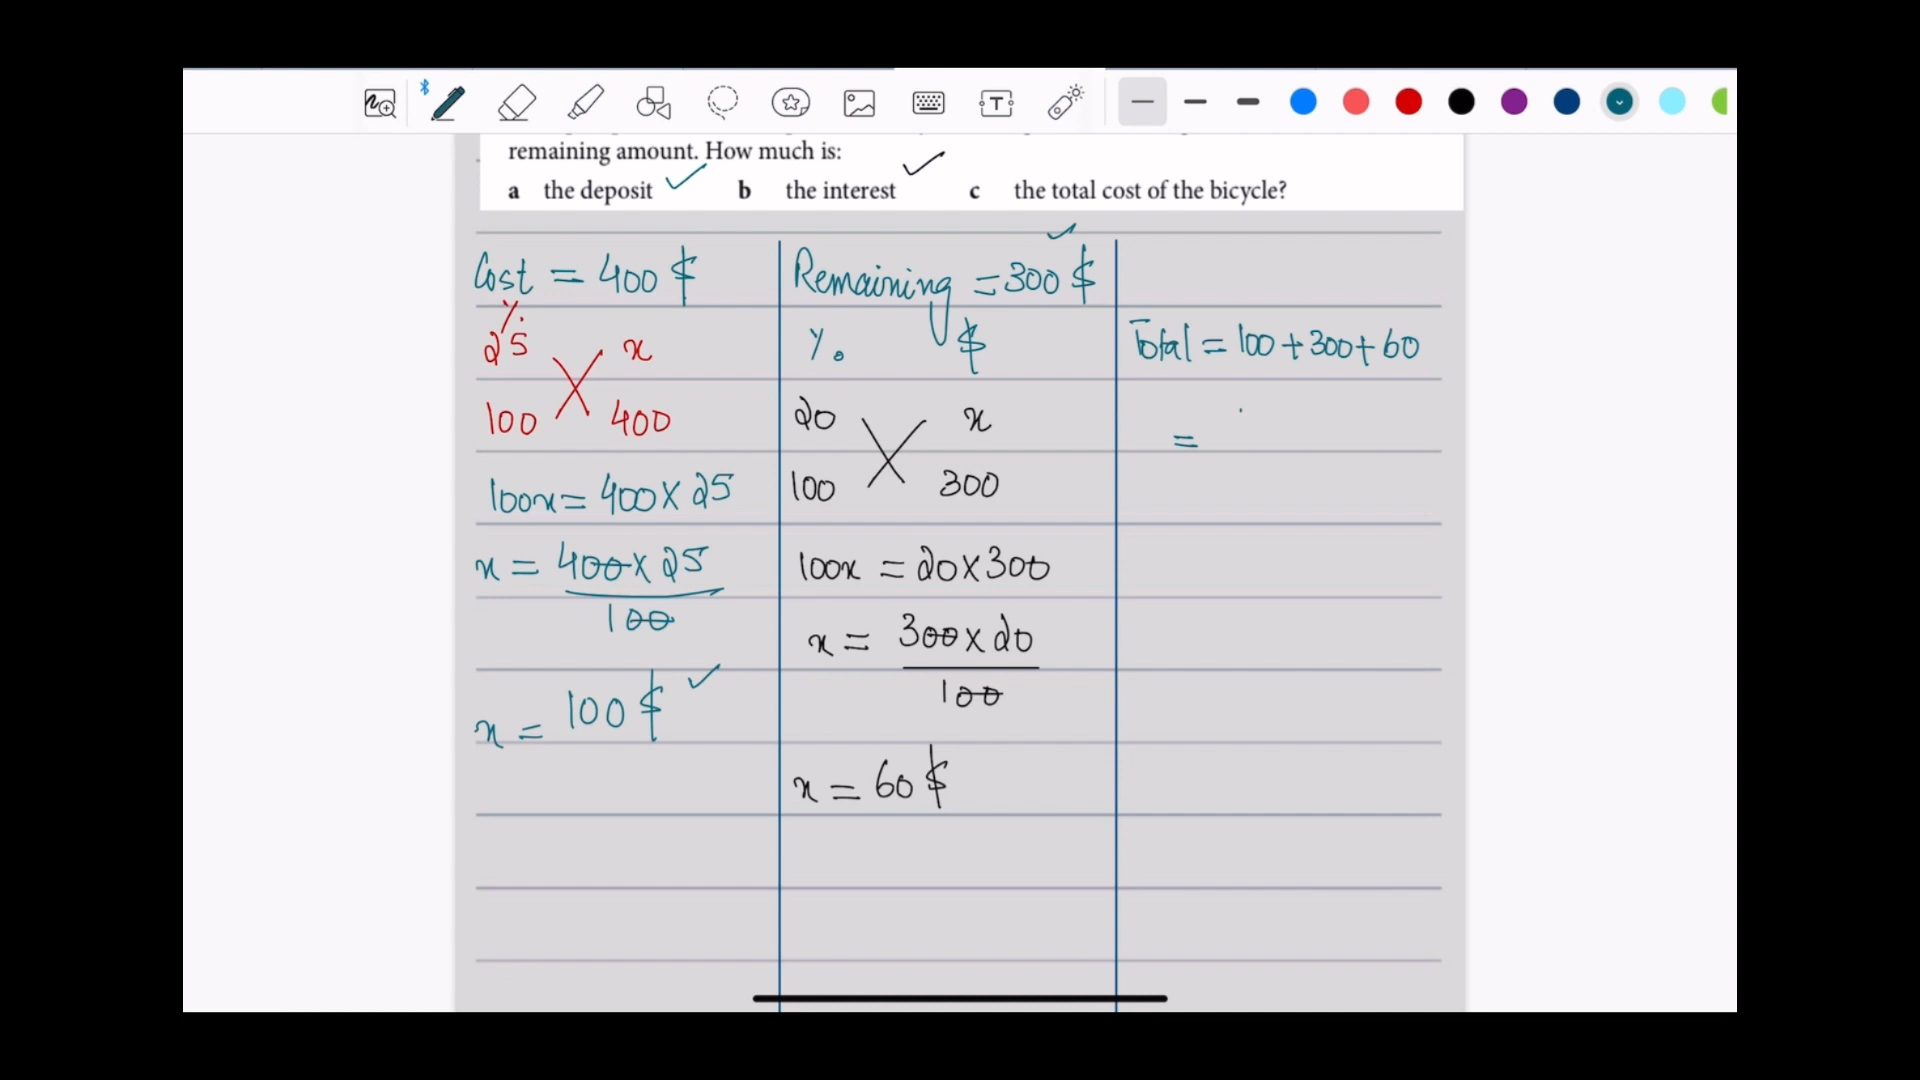 remaining amount. How much is:
a the deposit ✓ b the interest ✓ c the total cost of the bicycle?
Cost = 400 $
%
25 x
100 400
100x = 400 × 25
x = 400 × 25
100
x = 100 $ ✓
Remaining = 300 $ ✓
% $
20 x
100 300
100x = 20 × 300
x = 300 × 20
100
x = 60 $
Total = 100 + 300 + 60
=
T